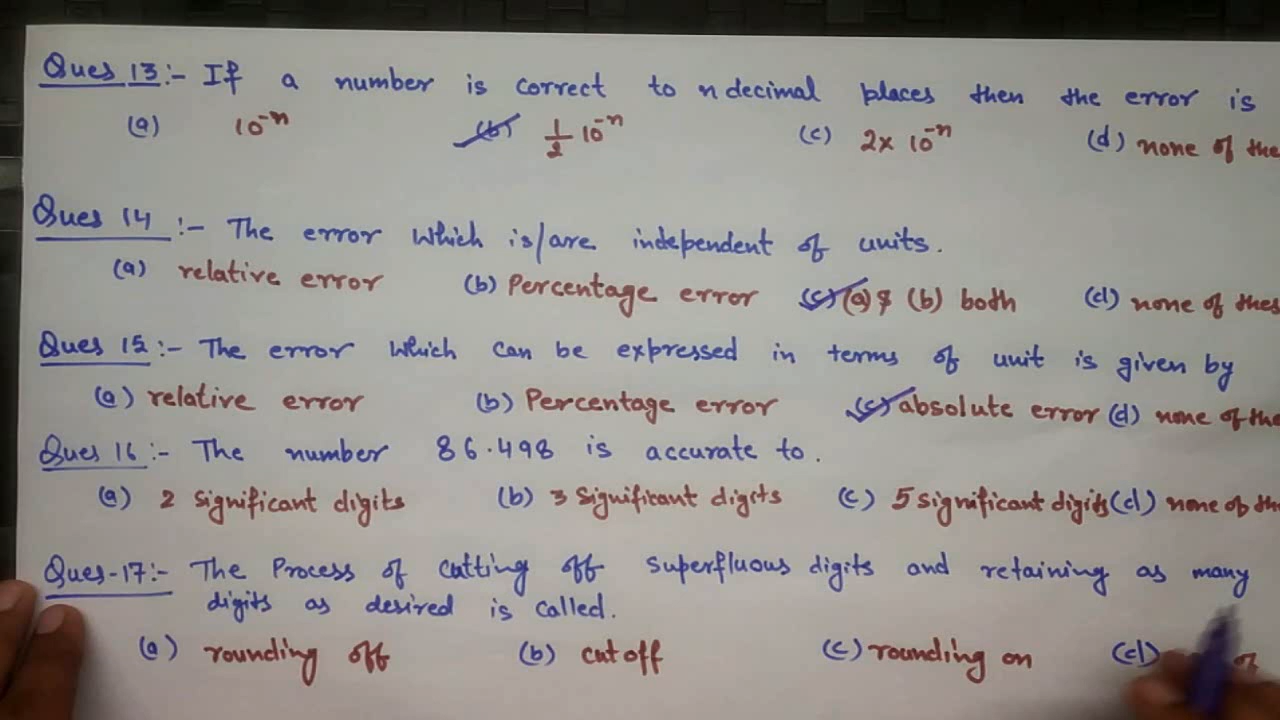 Ques 13:- If a number is correct to n decimal places then the error is
(a) 10⁻ⁿ (b) 1/2 10⁻ⁿ (c) 2x 10⁻ⁿ (d) none of the
Ques 14 :- The error which is/are independent of units.
(a) relative error (b) Percentage error (c) (a) & (b) both (d) none of thes
Ques 15:- The error which can be expressed in terms of unit is given by
(a) relative error (b) Percentage error (c) absolute error (d) none of the
Ques 16:- The number 86.498 is accurate to.
(a) 2 significant digits (b) 3 significant digits (c) 5 significant digits (d) none of the
Ques-17:- The Process of cutting off superfluous digits and retaining as many
digits as desired is called.
(a) rounding off (b) cut off (c) rounding on (d) of